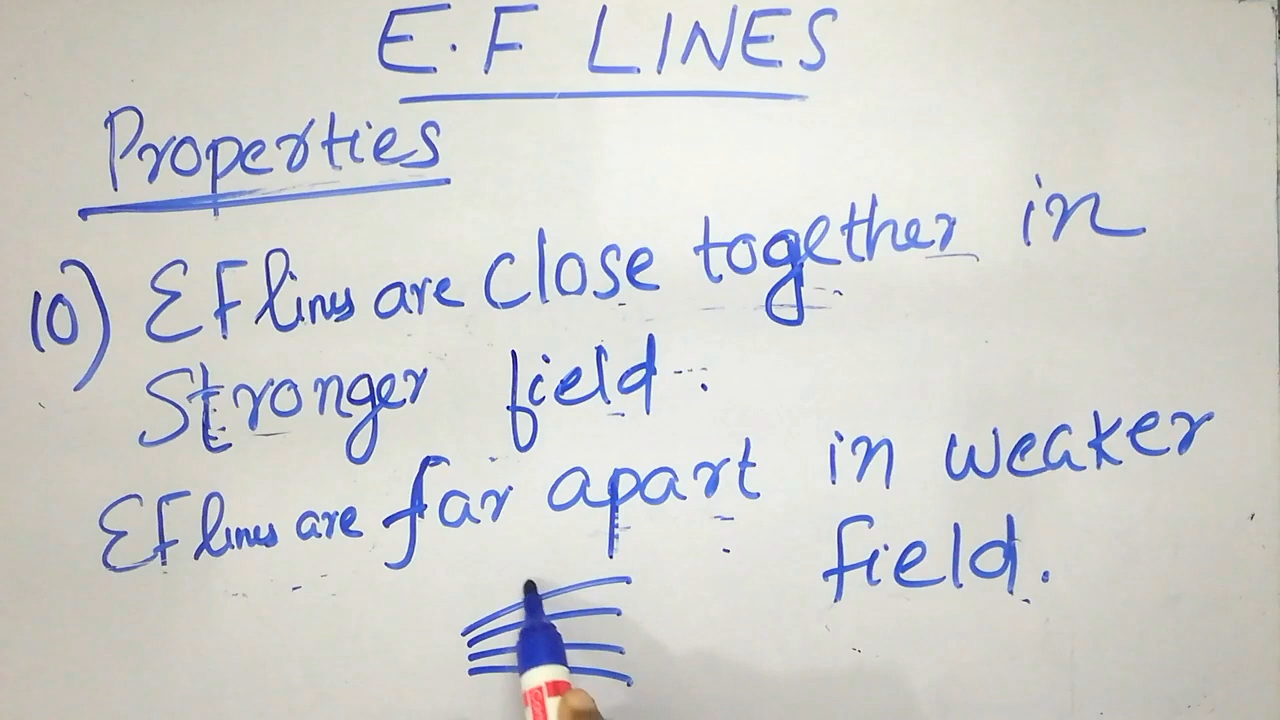 E.F LINES
Properties
10) EF lines are close together in
Stronger field.
EF lines are far apart in weaker
field.